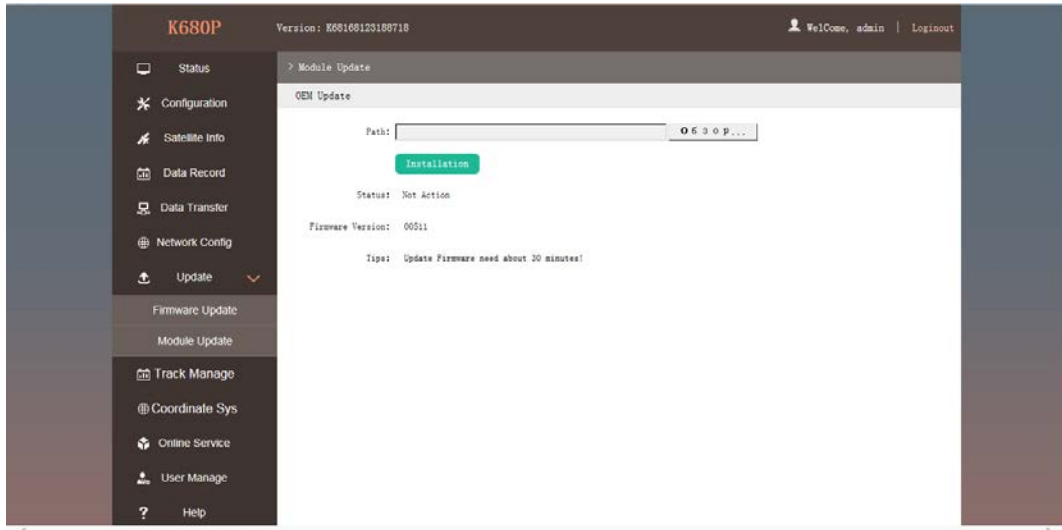 K680P
Version: K68168123188718
WelCome, admin | Loginout
Status
Configuration
Satellite Info
Data Record
Data Transfer
Network Config
Update
Firmware Update
Module Update
Track Manage
Coordinate Sys
Online Service
User Manage
? Help
> Module Update
OEM Update
Path:
Installation
Status: Not Action
Firmware Version: 00511
Tips: Update Firmware need about 30 minutes!